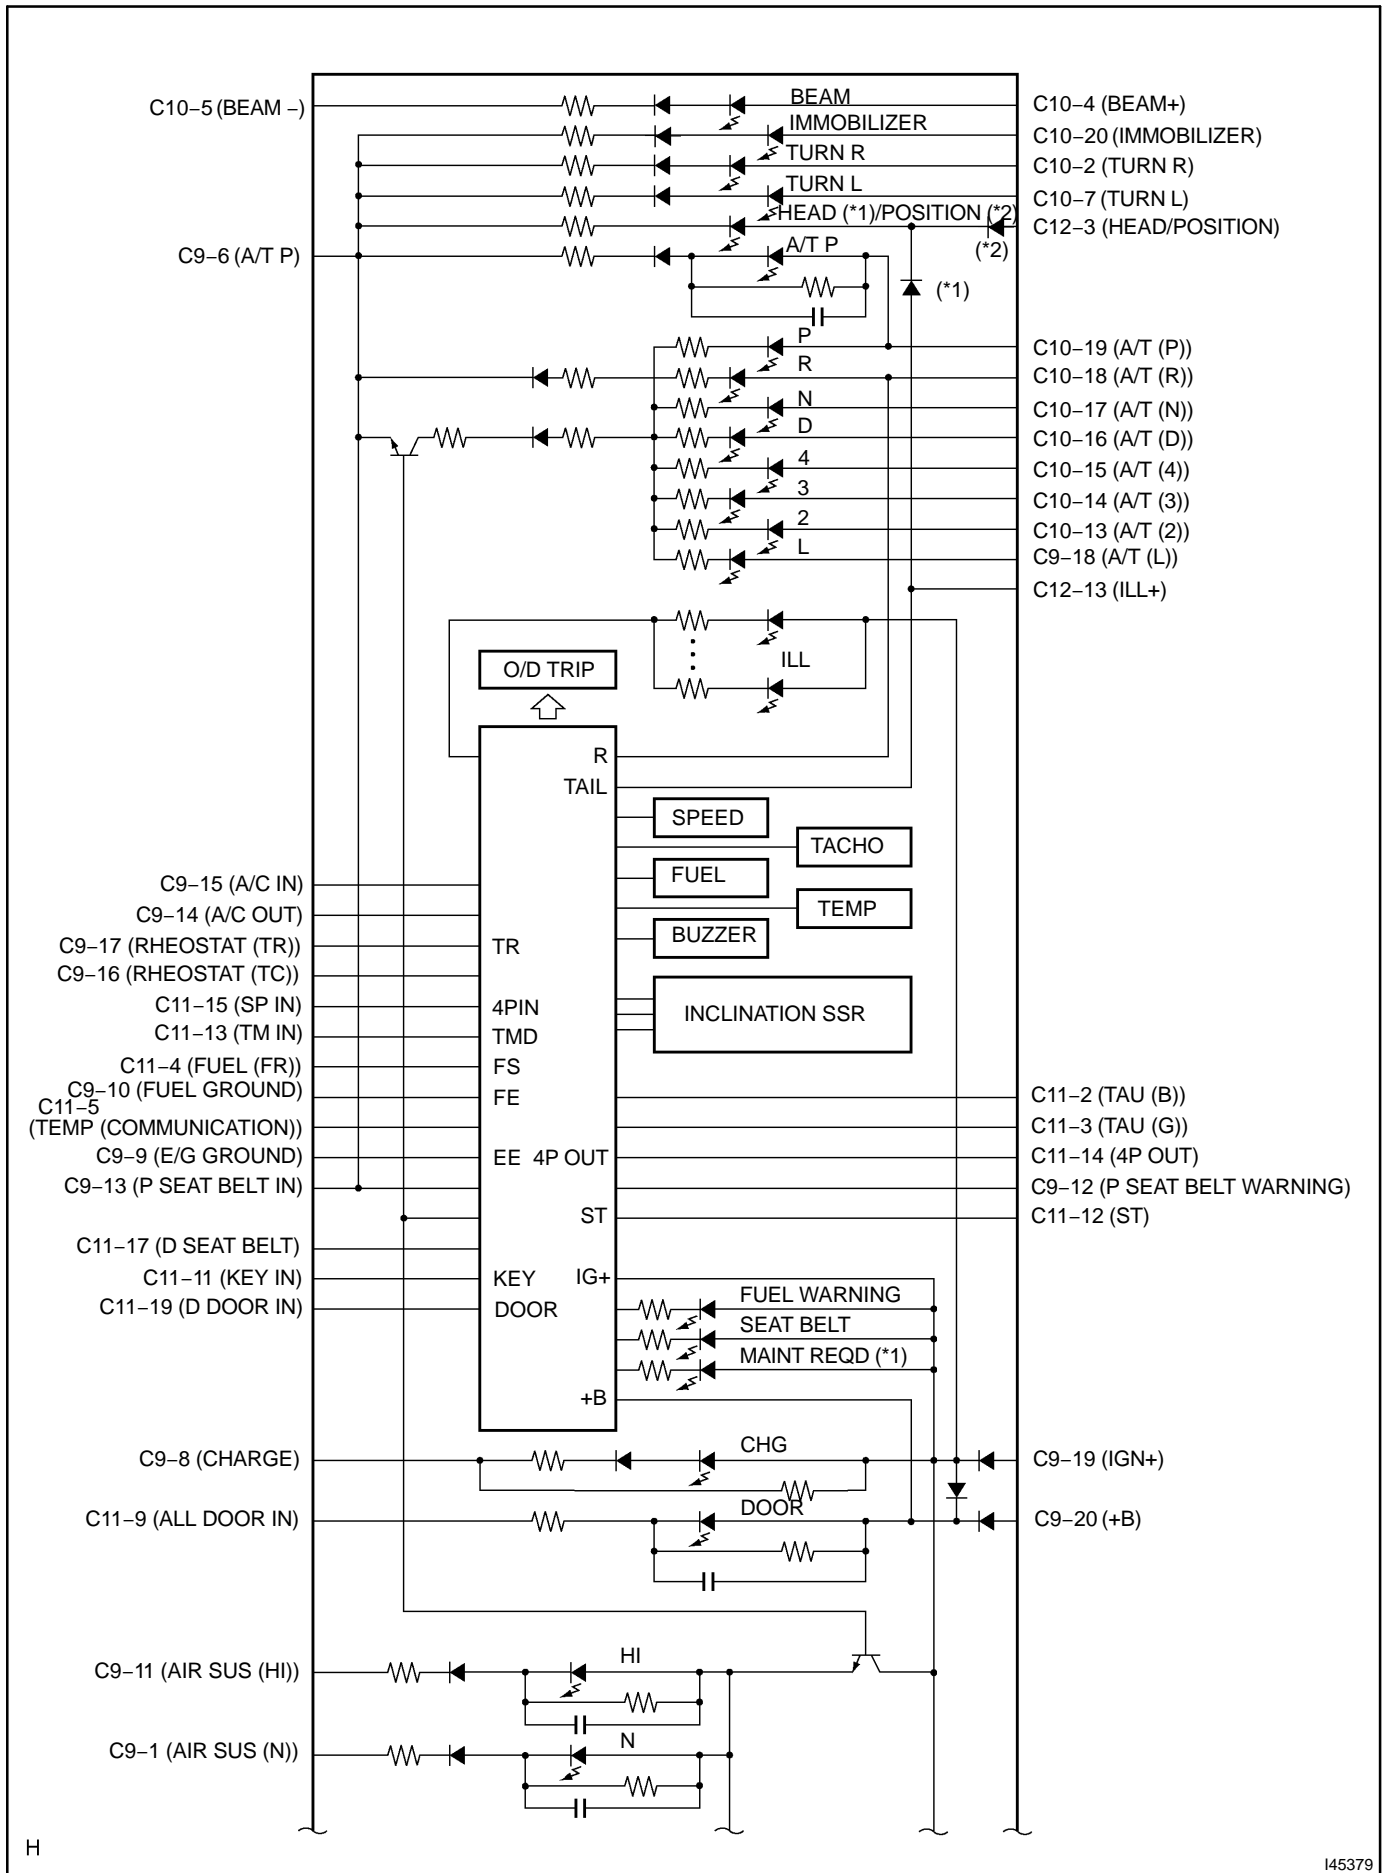 C10−5 (BEAM −)
BEAM
C10−4 (BEAM+)
IMMOBILIZER
C10−20 (IMMOBILIZER)
TURN R
C10−2 (TURN R)
TURN L
C10−7 (TURN L)
HEAD (*1)/POSITION (*2)
C12−3 (HEAD/POSITION)
(*2)
C9−6 (A/T P)
A/T P
(*1)
P
C10−19 (A/T (P))
R
C10−18 (A/T (R))
N
C10−17 (A/T (N))
D
C10−16 (A/T (D))
4
C10−15 (A/T (4))
3
C10−14 (A/T (3))
2
C10−13 (A/T (2))
L
C9−18 (A/T (L))
C12−13 (ILL+)
ILL
O/D TRIP
R
TAIL
SPEED
TACHO
FUEL
TEMP
BUZZER
INCLINATION SSR
C9−15 (A/C IN)
C9−14 (A/C OUT)
C9−17 (RHEOSTAT (TR))
TR
C9−16 (RHEOSTAT (TC))
C11−15 (SP IN)
4PIN
C11−13 (TM IN)
TMD
C11−4 (FUEL (FR))
FS
C9−10 (FUEL GROUND)
FE
C11−2 (TAU (B))
C11−5
(TEMP (COMMUNICATION))
C11−3 (TAU (G))
C9−9 (E/G GROUND)
EE 4P OUT
C11−14 (4P OUT)
C9−13 (P SEAT BELT IN)
C9−12 (P SEAT BELT WARNING)
ST
C11−12 (ST)
C11−17 (D SEAT BELT)
C11−11 (KEY IN)
KEY IG+
C11−19 (D DOOR IN)
DOOR
FUEL WARNING
SEAT BELT
MAINT REQD (*1)
+B
C9−8 (CHARGE)
CHG
C9−19 (IGN+)
C11−9 (ALL DOOR IN)
DOOR
C9−20 (+B)
C9−11 (AIR SUS (HI))
HI
C9−1 (AIR SUS (N))
N
H
I45379